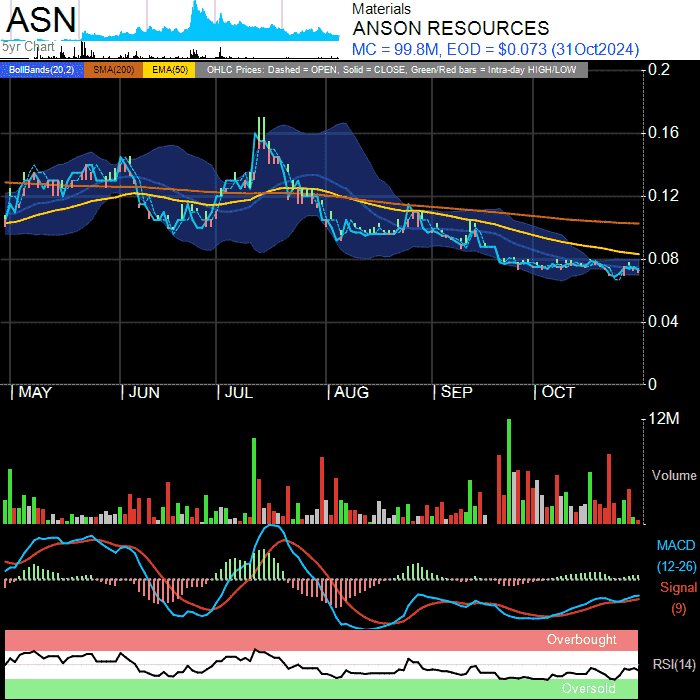 ASN
5yr Chart
Materials
ANSON RESOURCES
MC = 99.8M, EOD = $0.073 (31Oct2024)
BollBands(20,2) SMA(200) EMA(50) OHLC Prices: Dashed = OPEN, Solid = CLOSE, Green/Red bars = Intra-day HIGH/LOW
0.2
0.16
0.12
0.08
0.04
0
MAY JUN JUL AUG SEP OCT
12M
Volume
MACD
(12-26)
Signal
(9)
Overbought
RSI(14)
Oversold